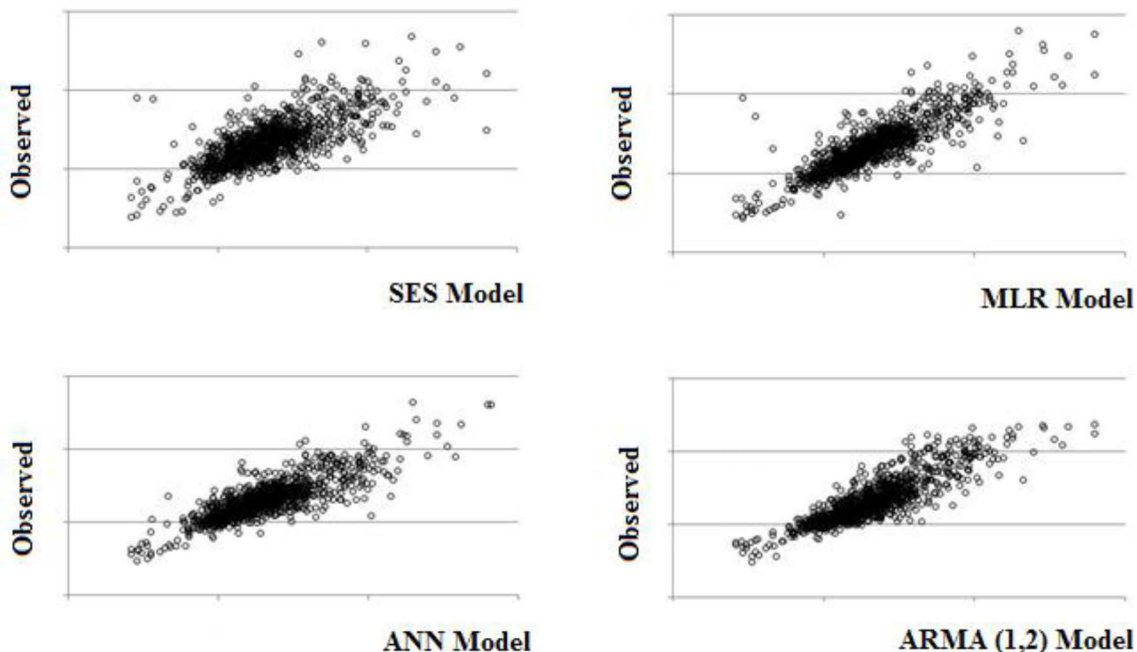 Observed
SES Model
Observed
MLR Model
Observed
ANN Model
Observed
ARMA (1,2) Model